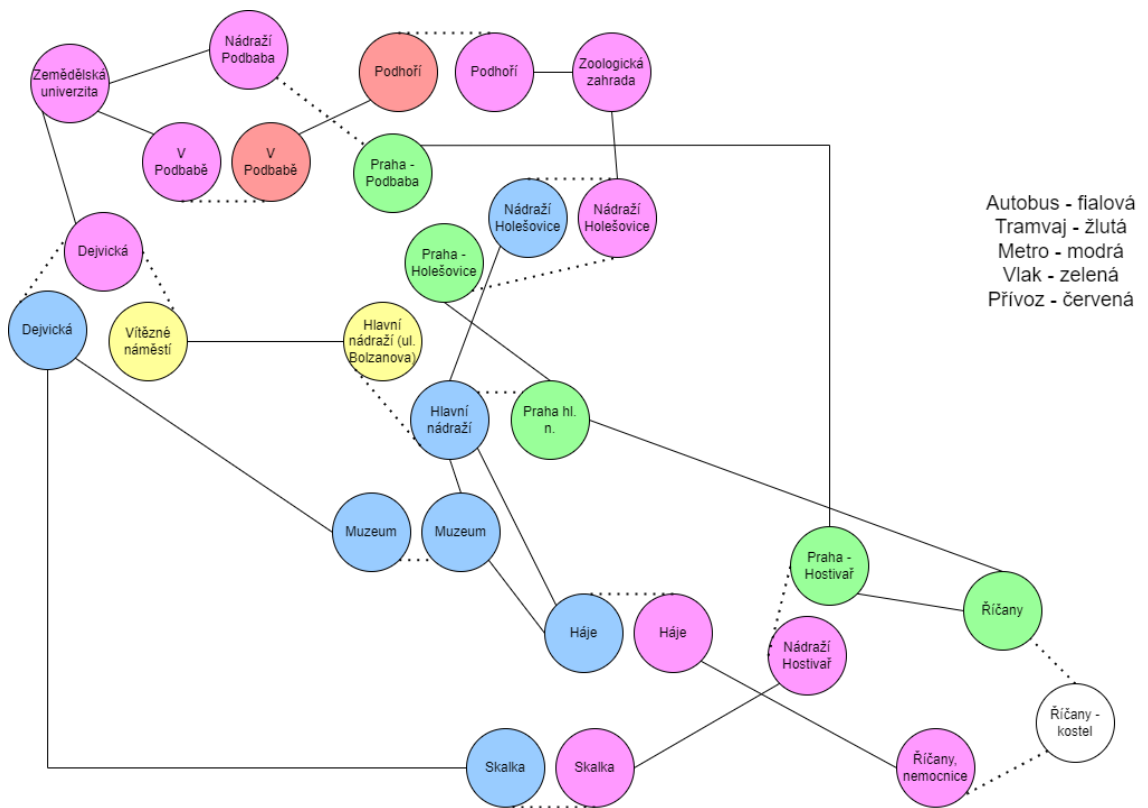 Nádraží
Podbaba
Zemědělská
univerzita
Podhoří
Podhoří
Zoologická
zahrada
V
Podbabě
V
Podbabě
Praha -
Podbaba
Nádraží
Holešovice
Nádraží
Holešovice
Autobus - fialová
Tramvaj - žlutá
Metro - modrá
Vlak - zelená
Přívoz - červená
Dejvická
Praha -
Holešovice
Dejvická
Vítězné
náměstí
Hlavní
nádraží (ul.
Bolzanova)
Hlavní
nádraží
Praha hl.
n.
Muzeum
Muzeum
Praha -
Hostivař
Říčany
Háje
Háje
Nádraží
Hostivař
Říčany -
kostel
Skalka
Skalka
Říčany,
nemocnice